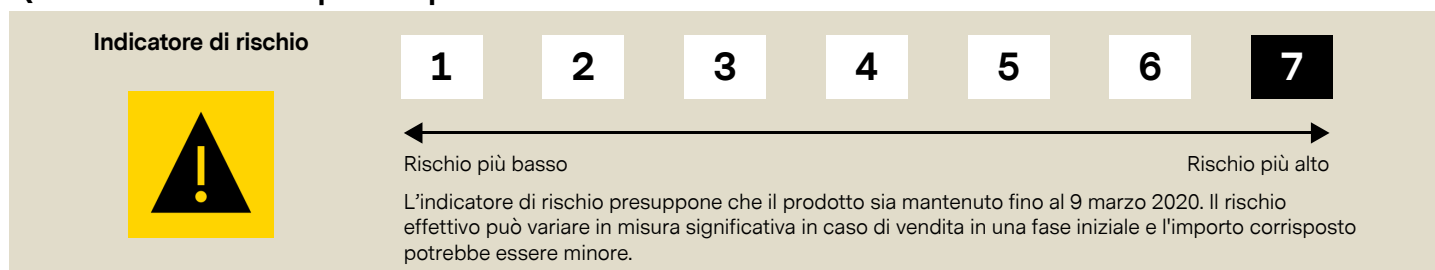 Indicatore di rischio
1 2 3 4 5 6 7
Rischio più basso Rischio più alto
L'indicatore di rischio presuppone che il prodotto sia mantenuto fino al 9 marzo 2020. Il rischio
effettivo può variare in misura significativa in caso di vendita in una fase iniziale e l'importo corrisposto
potrebbe essere minore.